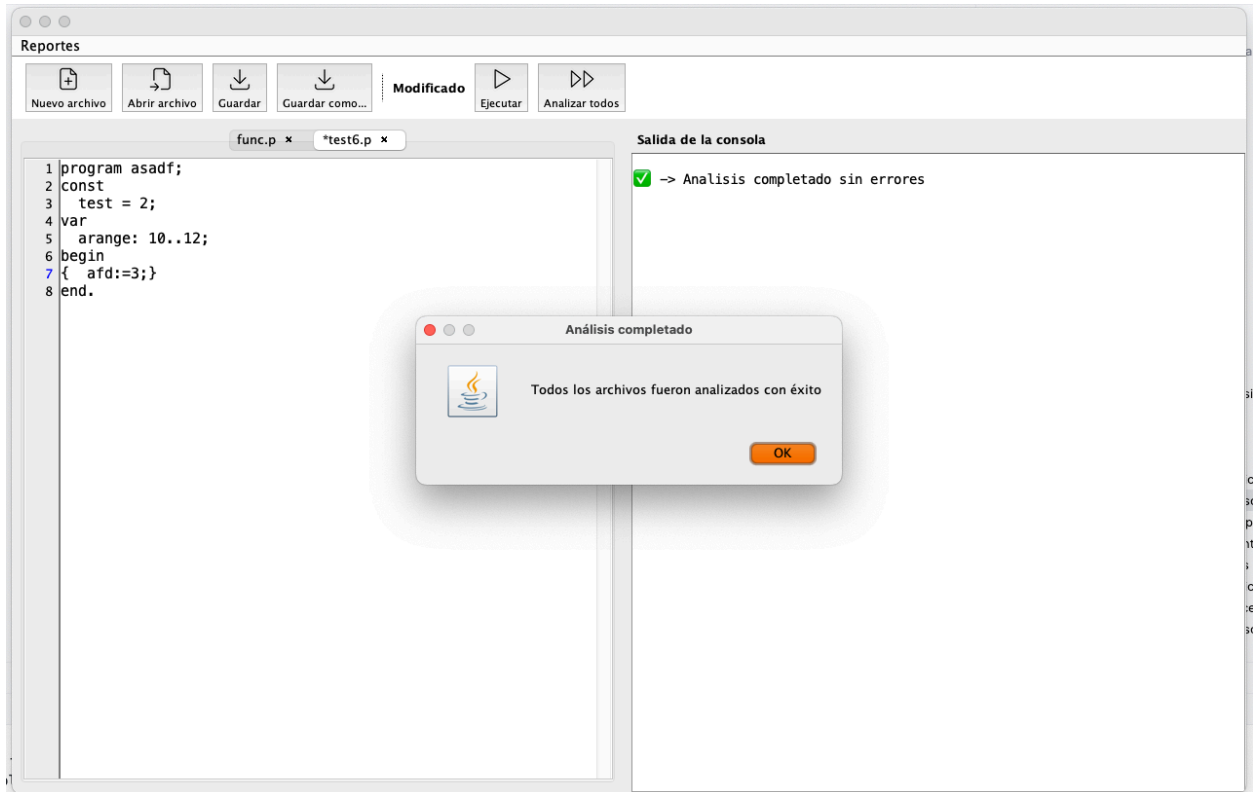 Reportes
Nuevo archivo Abrir archivo Guardar Guardar como... Modificado Ejecutar Analizar todos
func.p × *test6.p ×
1 program asadf;
2 const
3   test = 2;
4 var
5   arange: 10..12;
6 begin
7 {  afd:=3;}
8 end.
Salida de la consola
✅ -> Analisis completado sin errores
Análisis completado
Todos los archivos fueron analizados con éxito
OK